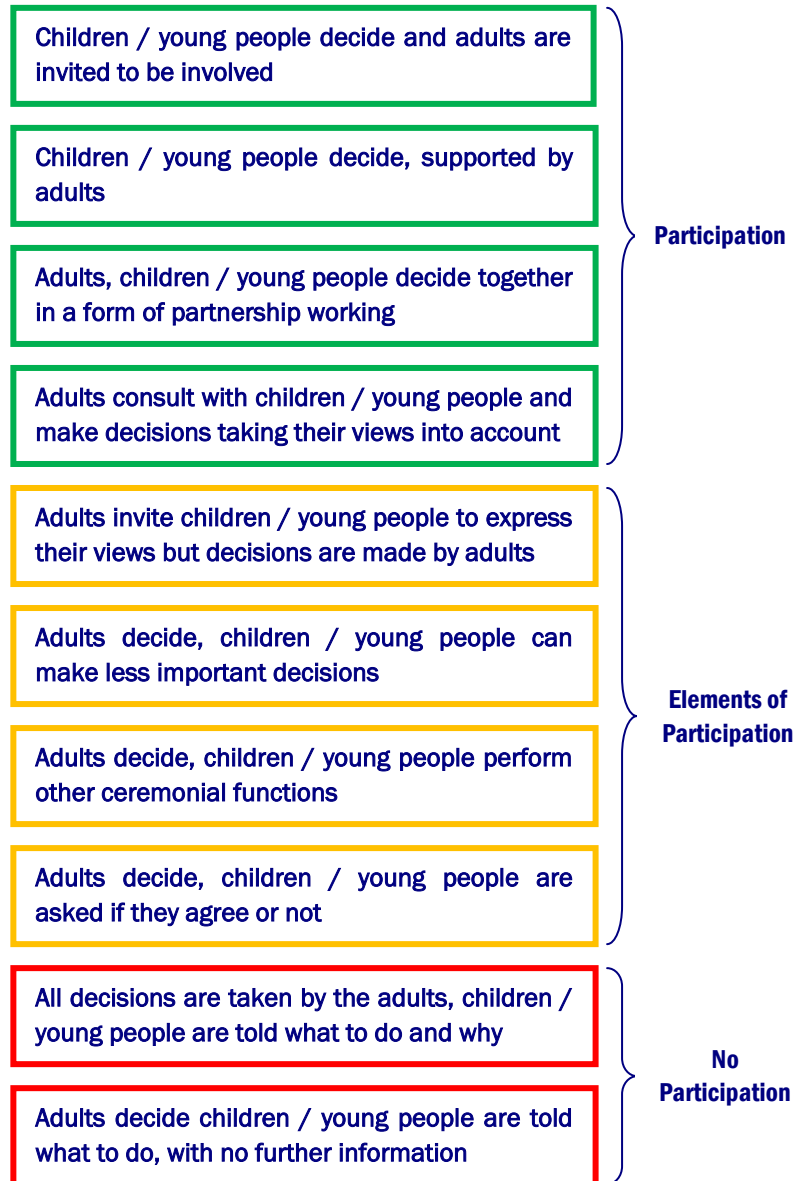 Children / young people decide and adults are
invited to be involved
Children / young people decide, supported by
adults
Adults, children / young people decide together
in a form of partnership working
Adults consult with children / young people and
make decisions taking their views into account
Participation
Adults invite children / young people to express
their views but decisions are made by adults
Adults decide, children / young people can
make less important decisions
Adults decide, children / young people perform
other ceremonial functions
Adults decide, children / young people are
asked if they agree or not
Elements of
Participation
All decisions are taken by the adults, children /
young people are told what to do and why
Adults decide children / young people are told
what to do, with no further information
No
Participation